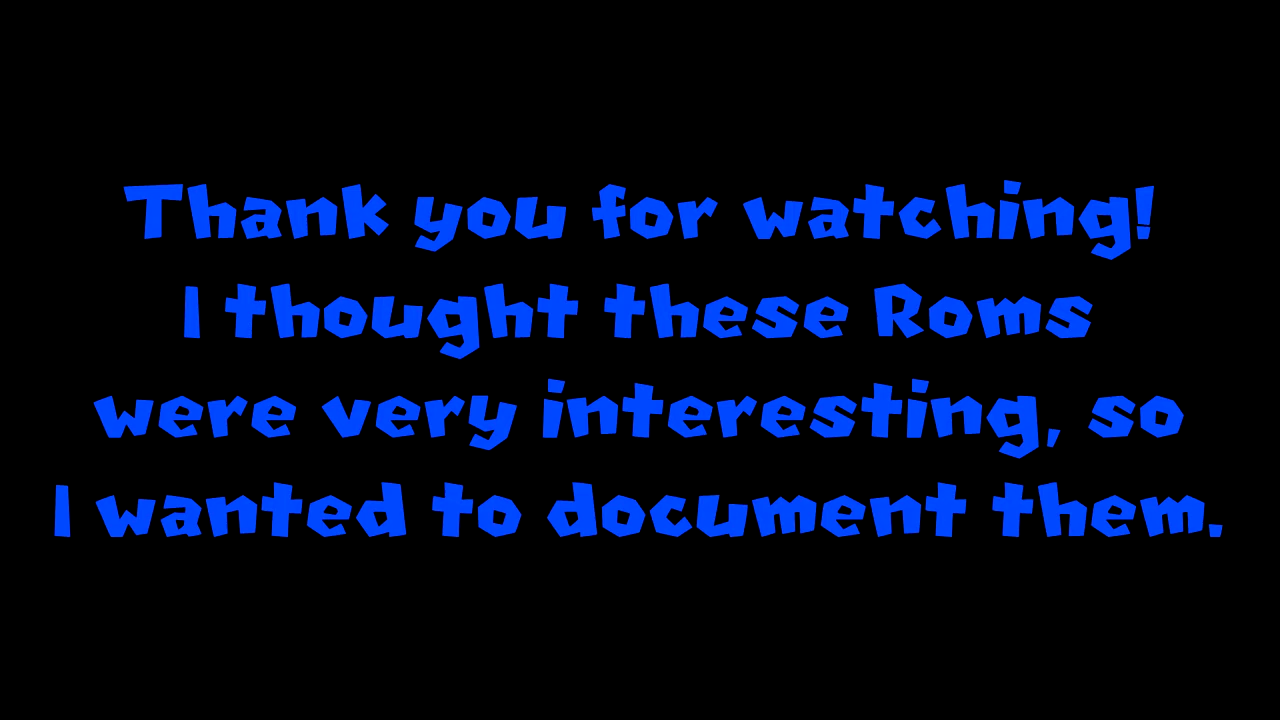 Thank you for watching!
I thought these Roms
were very interesting, so
I wanted to document them.